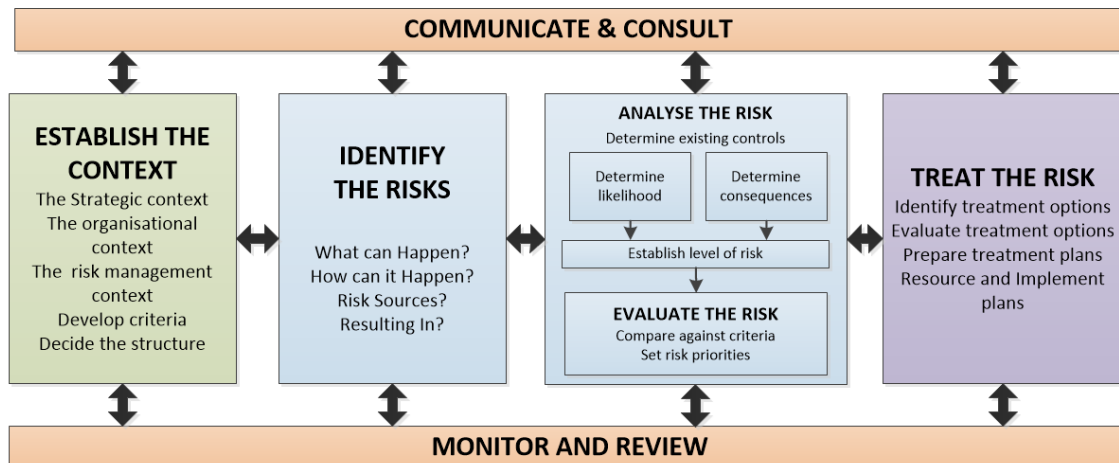 COMMUNICATE & CONSULT
ESTABLISH THE
CONTEXT
The Strategic context
The organisational
context
The risk management
context
Develop criteria
Decide the structure
IDENTIFY
THE RISKS
What can Happen?
How can it Happen?
Risk Sources?
Resulting In?
ANALYSE THE RISK
Determine existing controls
Determine
likelihood
Determine
consequences
Establish level of risk
EVALUATE THE RISK
Compare against criteria
Set risk priorities
TREAT THE RISK
Identify treatment options
Evaluate treatment options
Prepare treatment plans
Resource and Implement
plans
MONITOR AND REVIEW